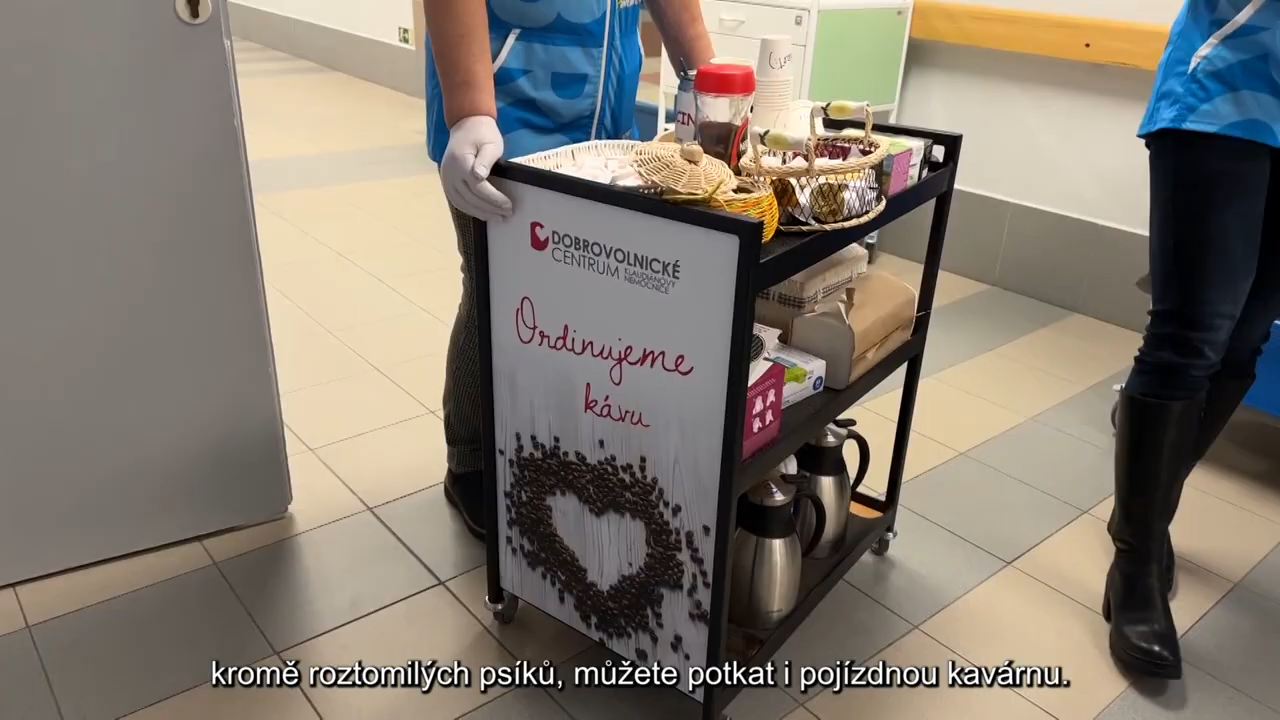 DOBROVOLNICKÉ
CENTRUM KLAUDIÁNOVY
NEMOCNICE
Ordinujeme
kávu
kromě roztomilých psíků, můžete potkat i pojízdnou kavárnu.